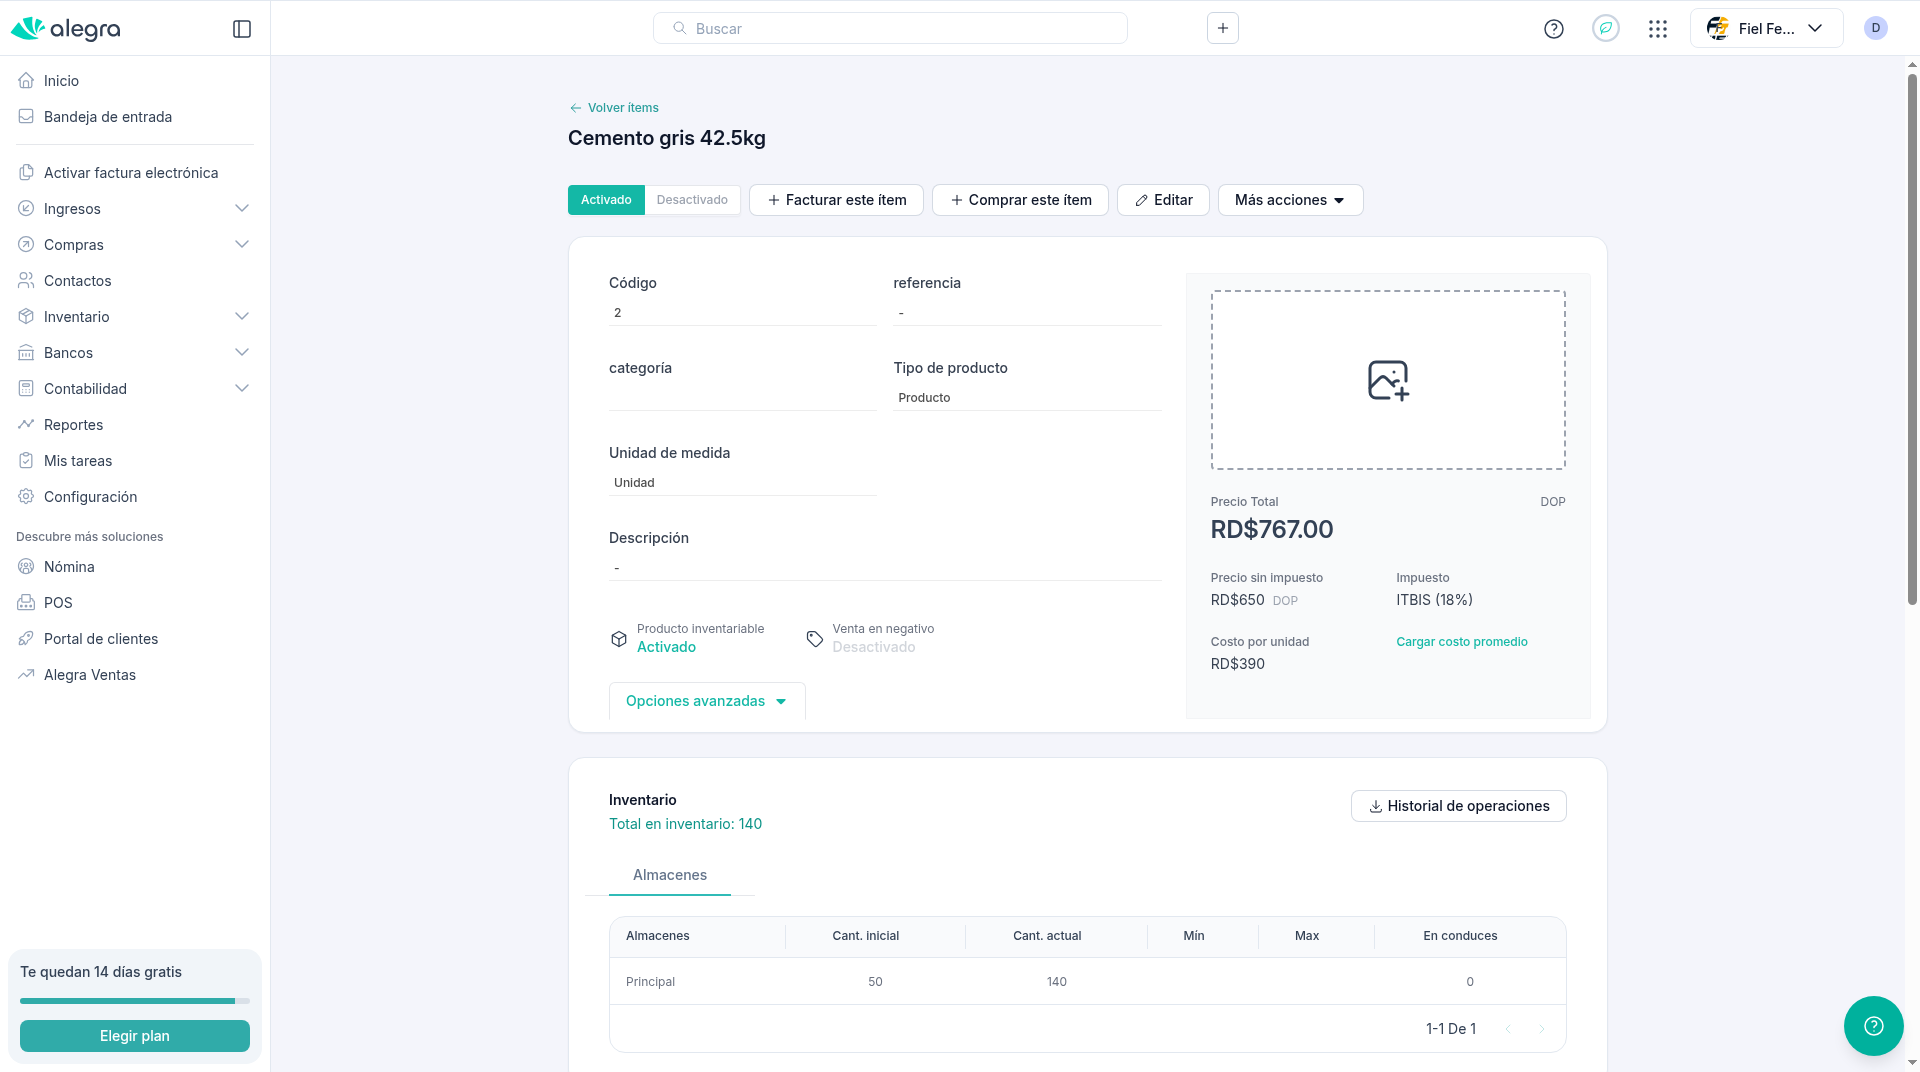 alegra
Buscar
Fiel Fe...
D
Inicio
Bandeja de entrada
Activar factura electrónica
Ingresos
Compras
Contactos
Inventario
Bancos
Contabilidad
Reportes
Mis tareas
Configuración
Descubre más soluciones
Nómina
POS
Portal de clientes
Alegra Ventas
Te quedan 14 días gratis
Elegir plan
Volver ítems
Cemento gris 42.5kg
Activado Desactivado + Facturar este ítem + Comprar este ítem Editar Más acciones
Código referencia
2 -
categoría Tipo de producto
Producto
Unidad de medida
Unidad
Descripción
-
Producto inventariable Venta en negativo
Activado Desactivado
Opciones avanzadas
Precio Total DOP
RD$767.00
Precio sin impuesto Impuesto
RD$650 DOP ITBIS (18%)
Costo por unidad Cargar costo promedio
RD$390
Inventario
Total en inventario: 140
Historial de operaciones
Almacenes
Almacenes Cant. inicial Cant. actual Mín Max En conduces
Principal 50 140 0
1-1 De 1